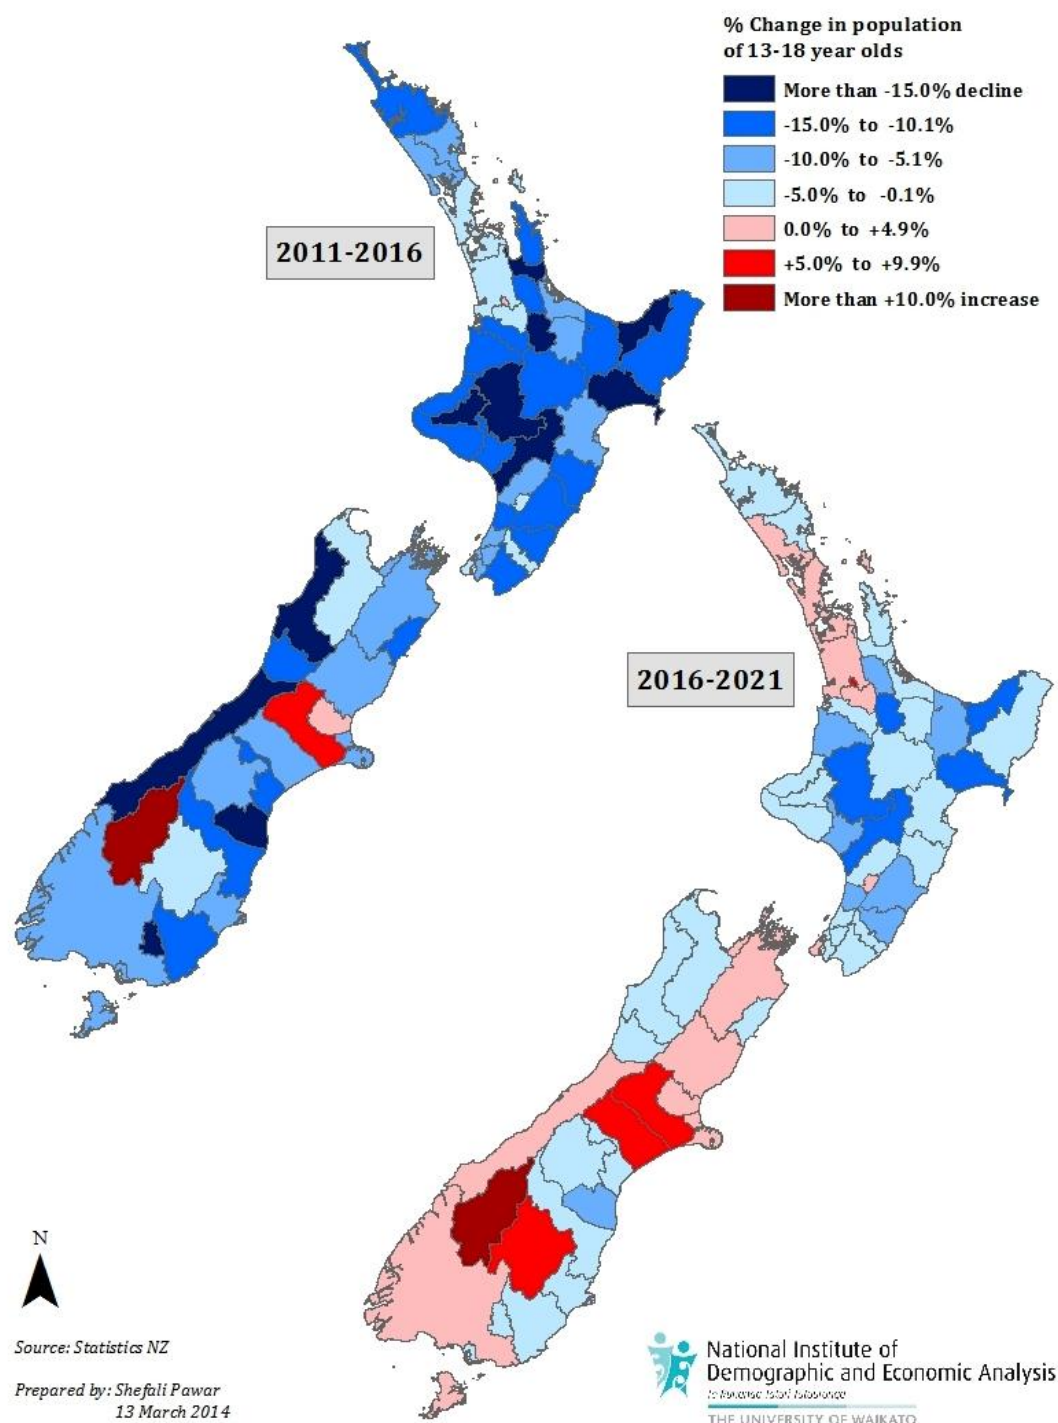 % Change in population
of 13-18 year olds
More than -15.0% decline
-15.0% to -10.1%
-10.0% to -5.1%
-5.0% to -0.1%
0.0% to +4.9%
+5.0% to +9.9%
More than +10.0% increase
2011-2016
2016-2021
N
Source: Statistics NZ
Prepared by: Shefali Pawar
13 March 2014
National Institute of
Demographic and Economic Analysis
THE UNIVERSITY OF WAIKATO